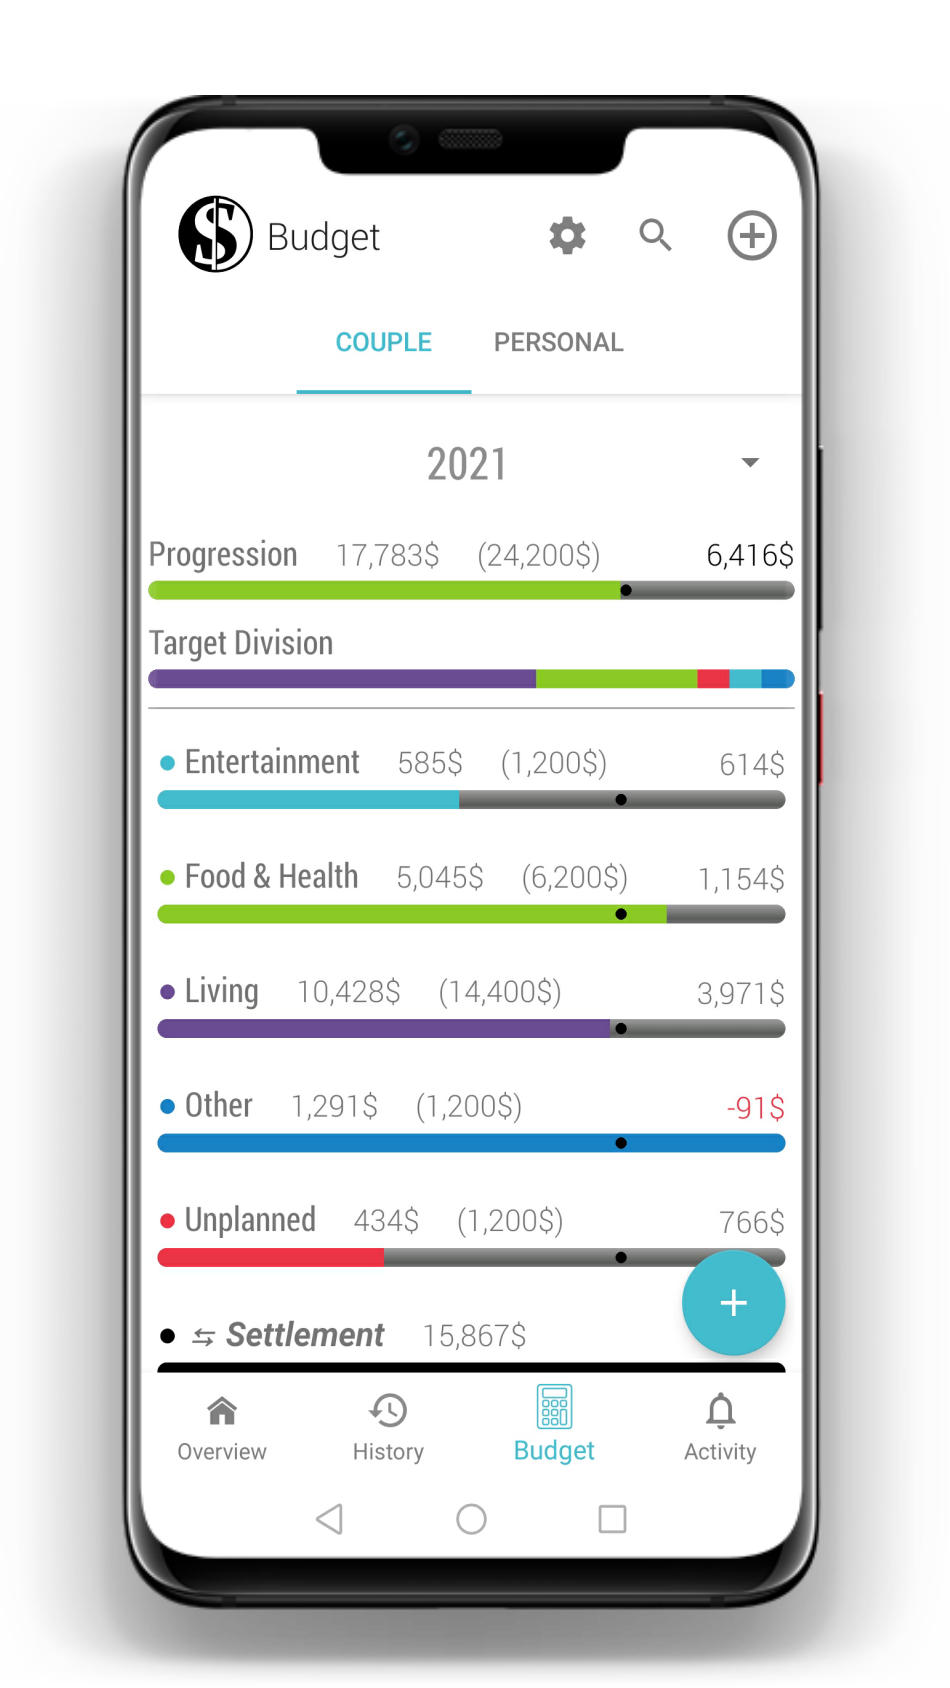 $ Budget
COUPLE PERSONAL
2021
Progression 17,783$ (24,200$) 6,416$
Target Division
Entertainment 585$ (1,200$) 614$
Food & Health 5,045$ (6,200$) 1,154$
Living 10,428$ (14,400$) 3,971$
Other 1,291$ (1,200$) -91$
Unplanned 434$ (1,200$) 766$
+
⇆ Settlement 15,867$
Overview History Budget Activity